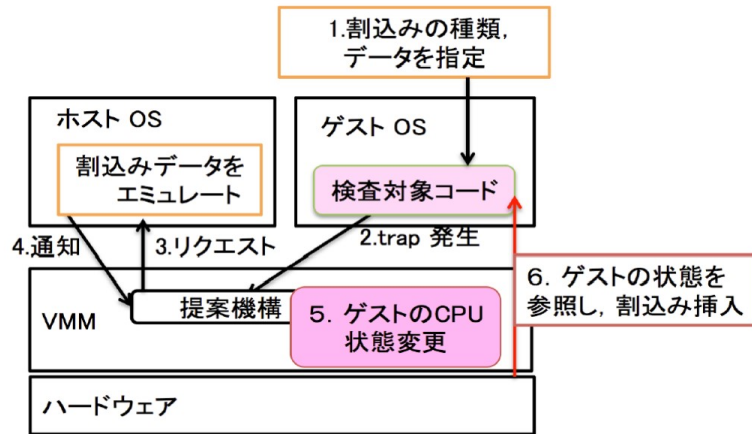 1.割込みの種類,
データを指定
ホスト OS
ゲスト OS
割込みデータを
エミュレート
検査対象コード
4.通知
3.リクエスト
2.trap 発生
6. ゲストの状態を
参照し, 割込み挿入
VMM
提案機構
5. ゲストのCPU
状態変更
ハードウェア